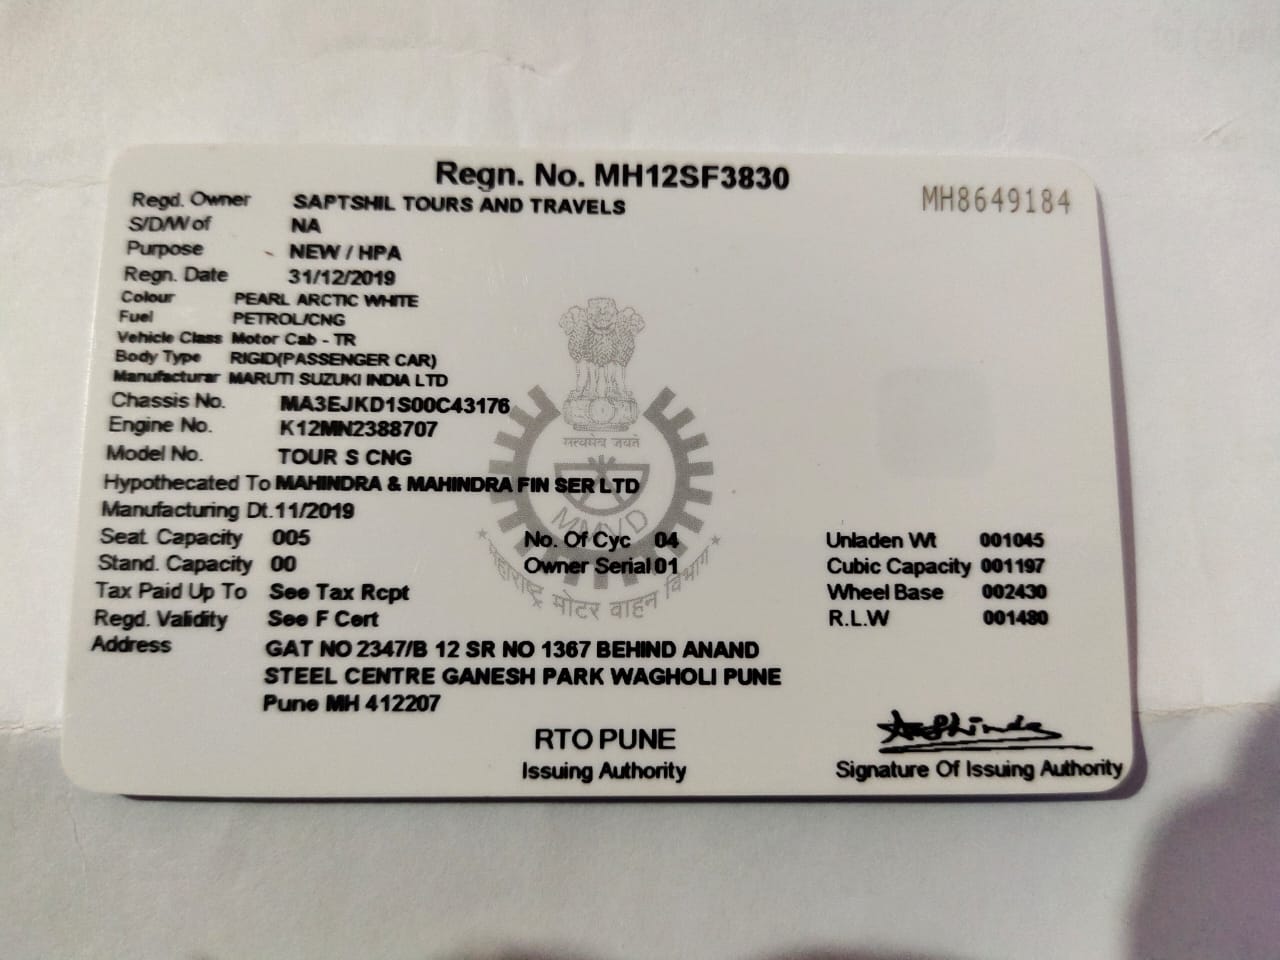 Regn. No. MH12SF3830
MH8649184
Regd. Owner SAPTSHIL TOURS AND TRAVELS
S/D/W of NA
Purpose NEW / HPA
Regn. Date 31/12/2019
Colour PEARL ARCTIC WHITE
Fuel PETROL/CNG
Vehicle Class Motor Cab - TR
Body Type RIGID(PASSENGER CAR)
Manufacturar MARUTI SUZUKI INDIA LTD
Chassis No. MA3EJKD1S00C43176
Engine No. K12MN2388707
सत्यमेव जयते
Model No. TOUR S CNG
Hypothecated To MAHINDRA & MAHINDRA FIN SER LTD
Manufacturing Dt.11/2019
MMVD
Seat Capacity 005 No. Of Cyc 04 Unladen Wt 001045
Stand. Capacity 00 Owner Serial 01 Cubic Capacity 001197
Tax Paid Up To See Tax Rcpt Wheel Base 002430
महाराष्ट्र मोटर वाहन विभाग
Regd. Validity See F Cert R.L.W 001480
Address GAT NO 2347/B 12 SR NO 1367 BEHIND ANAND
STEEL CENTRE GANESH PARK WAGHOLI PUNE
Pune MH 412207
RTO PUNE
Issuing Authority
Signature Of Issuing Authority